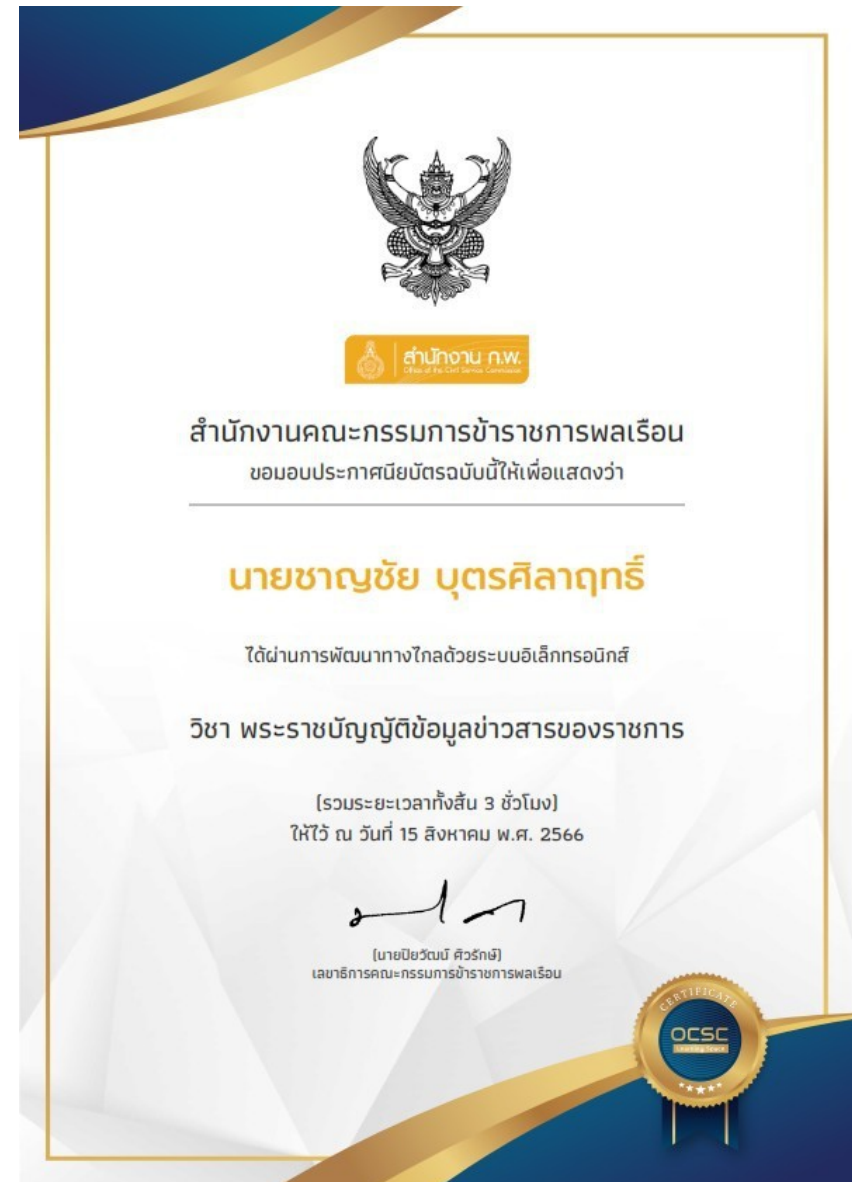 สำนักงาน ก.พ.
Office of the Civil Service Commission
สำนักงานคณะกรรมการข้าราชการพลเรือน
ขอมอบประกาศนียบัตรฉบับนี้ให้เพื่อแสดงว่า
นายชาญชัย บุตรศิลาฤทธิ์
ได้ผ่านการพัฒนาทางไกลด้วยระบบอิเล็กทรอนิกส์
วิชา พระราชบัญญัติข้อมูลข่าวสารของราชการ
(รวมระยะเวลาทั้งสิ้น 3 ชั่วโมง)
ให้ไว้ ณ วันที่ 15 สิงหาคม พ.ศ. 2566
(นายปิยวัฒน์ ศิวรักษ์)
เลขาธิการคณะกรรมการข้าราชการพลเรือน
CERTIFICATE
OCSC
Learning Space